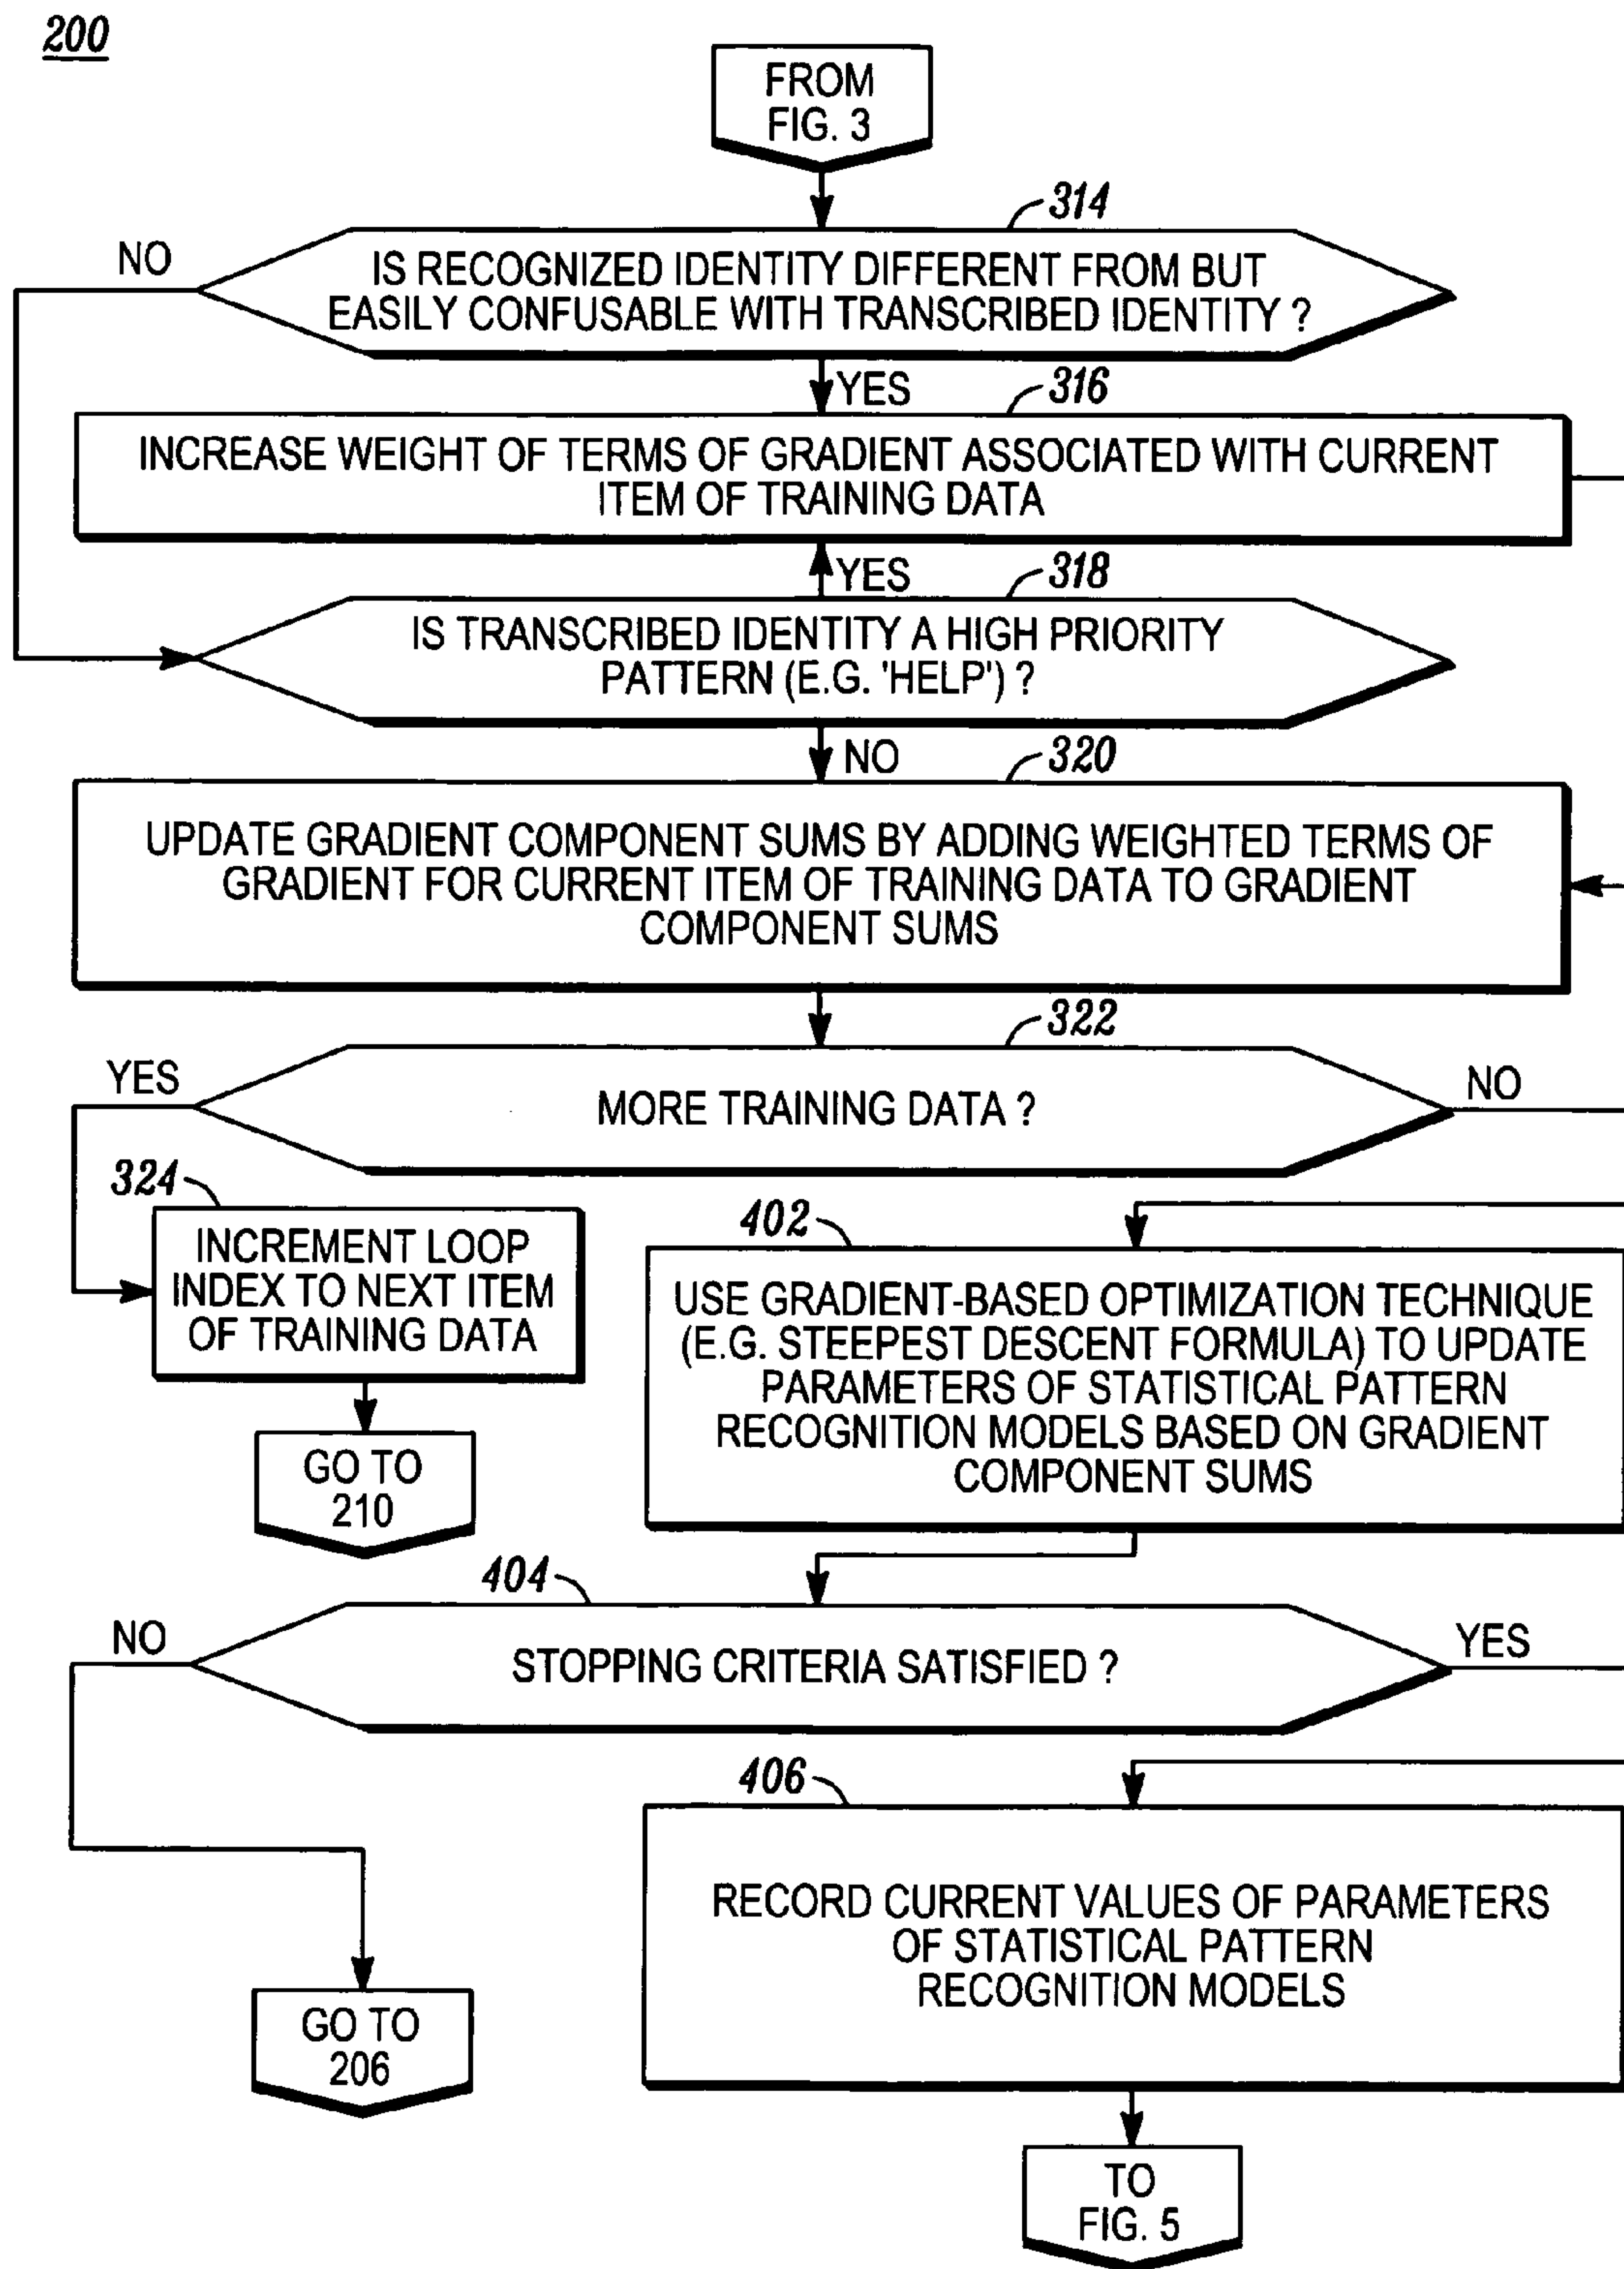 200
FROM
FIG. 3
314
NO
IS RECOGNIZED IDENTITY DIFFERENT FROM BUT
EASILY CONFUSABLE WITH TRANSCRIBED IDENTITY ?
YES
316
INCREASE WEIGHT OF TERMS OF GRADIENT ASSOCIATED WITH CURRENT
ITEM OF TRAINING DATA
YES
318
IS TRANSCRIBED IDENTITY A HIGH PRIORITY
PATTERN (E.G. 'HELP') ?
NO
320
UPDATE GRADIENT COMPONENT SUMS BY ADDING WEIGHTED TERMS OF
GRADIENT FOR CURRENT ITEM OF TRAINING DATA TO GRADIENT
COMPONENT SUMS
322
YES
MORE TRAINING DATA ?
NO
324
INCREMENT LOOP
INDEX TO NEXT ITEM
OF TRAINING DATA
GO TO
210
402
USE GRADIENT-BASED OPTIMIZATION TECHNIQUE
(E.G. STEEPEST DESCENT FORMULA) TO UPDATE
PARAMETERS OF STATISTICAL PATTERN
RECOGNITION MODELS BASED ON GRADIENT
COMPONENT SUMS
404
NO
STOPPING CRITERIA SATISFIED ?
YES
406
RECORD CURRENT VALUES OF PARAMETERS
OF STATISTICAL PATTERN
RECOGNITION MODELS
GO TO
206
TO
FIG. 5